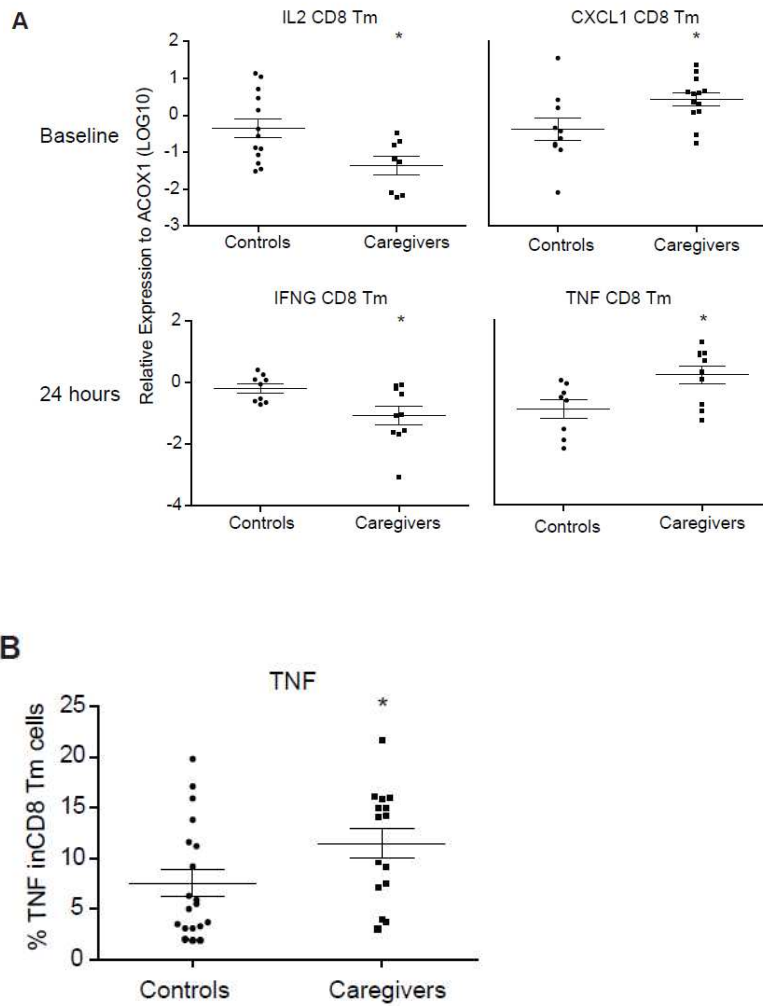 A
IL2 CD8 Tm
CXCL1 CD8 Tm
*
*
Baseline
Relative Expression to ACOX1 (LOG10)
2
1
0
-1
-2
-3
Controls
Caregivers
Controls
Caregivers
IFNG CD8 Tm
TNF CD8 Tm
*
*
24 hours
2
0
-2
-4
Controls
Caregivers
Controls
Caregivers
B
TNF
*
% TNF inCD8 Tm cells
25
20
15
10
5
0
Controls
Caregivers